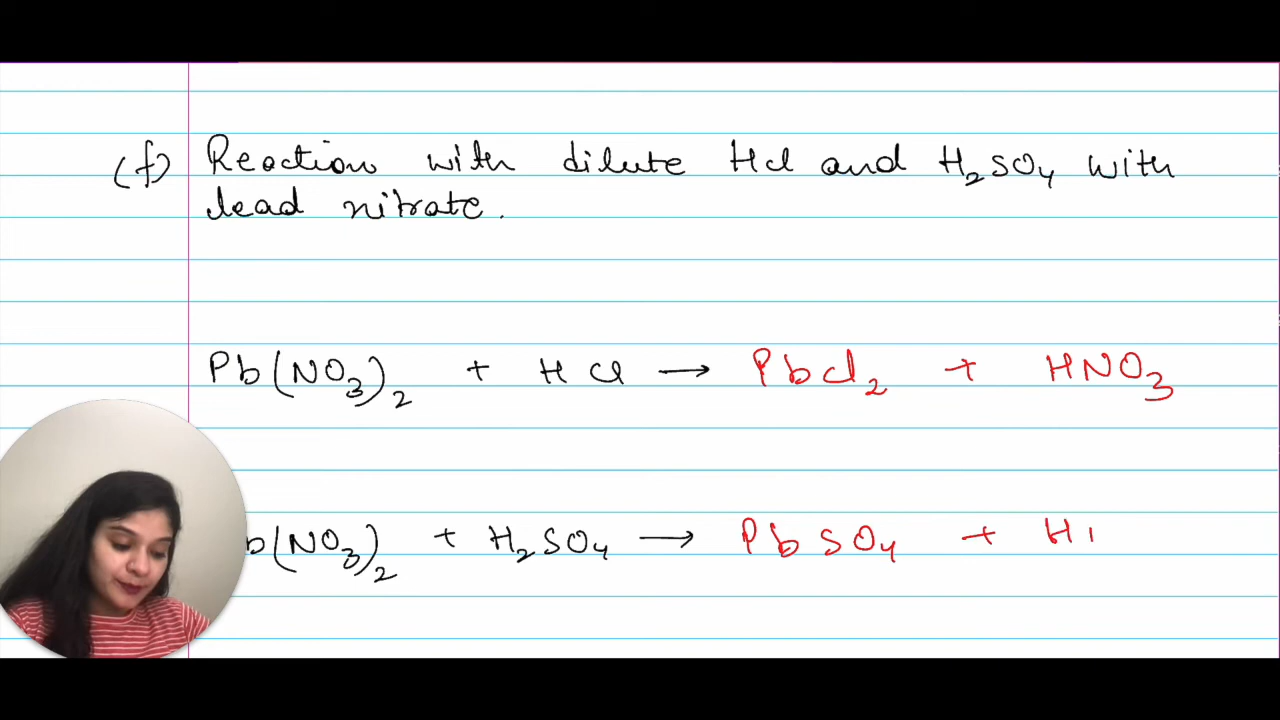 (f) Reaction with dilute HCl and H₂SO₄ with
lead nitrate.
Pb(NO₃)₂ + HCl → PbCl₂ + HNO₃
b(NO₃)₂ + H₂SO₄ → PbSO₄ + H